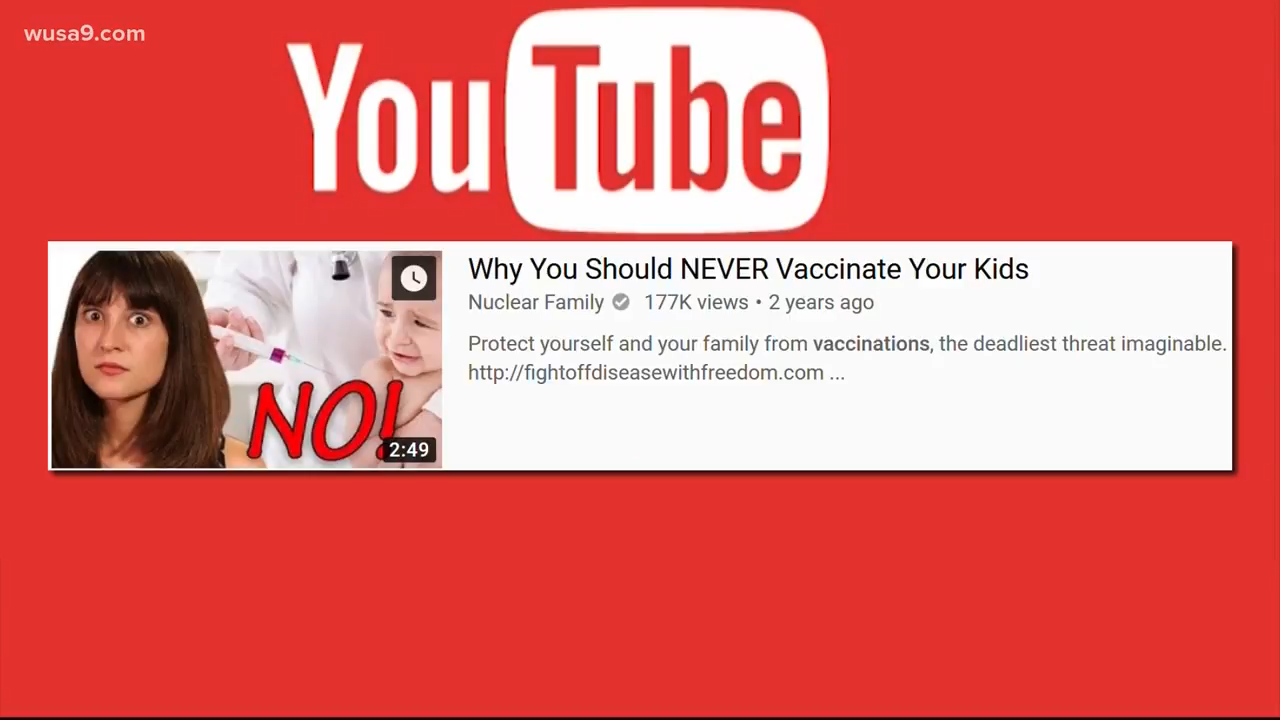 wusa9.com
YouTube
Why You Should NEVER Vaccinate Your Kids
Nuclear Family 177K views • 2 years ago
Protect yourself and your family from vaccinations, the deadliest threat imaginable.
http://fightoffdiseasewithfreedom.com ...
NO!
2:49